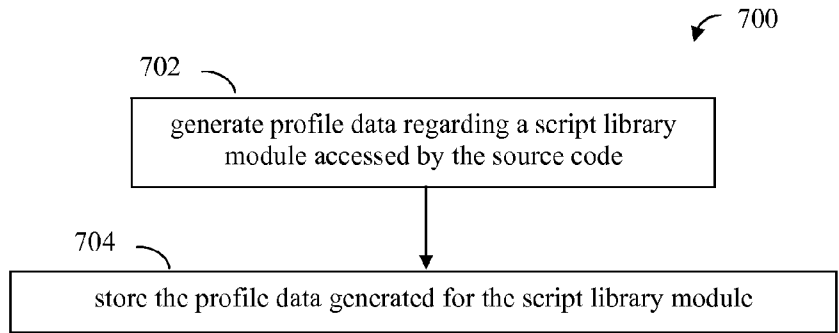 700
702
generate profile data regarding a script library
module accessed by the source code
704
store the profile data generated for the script library module